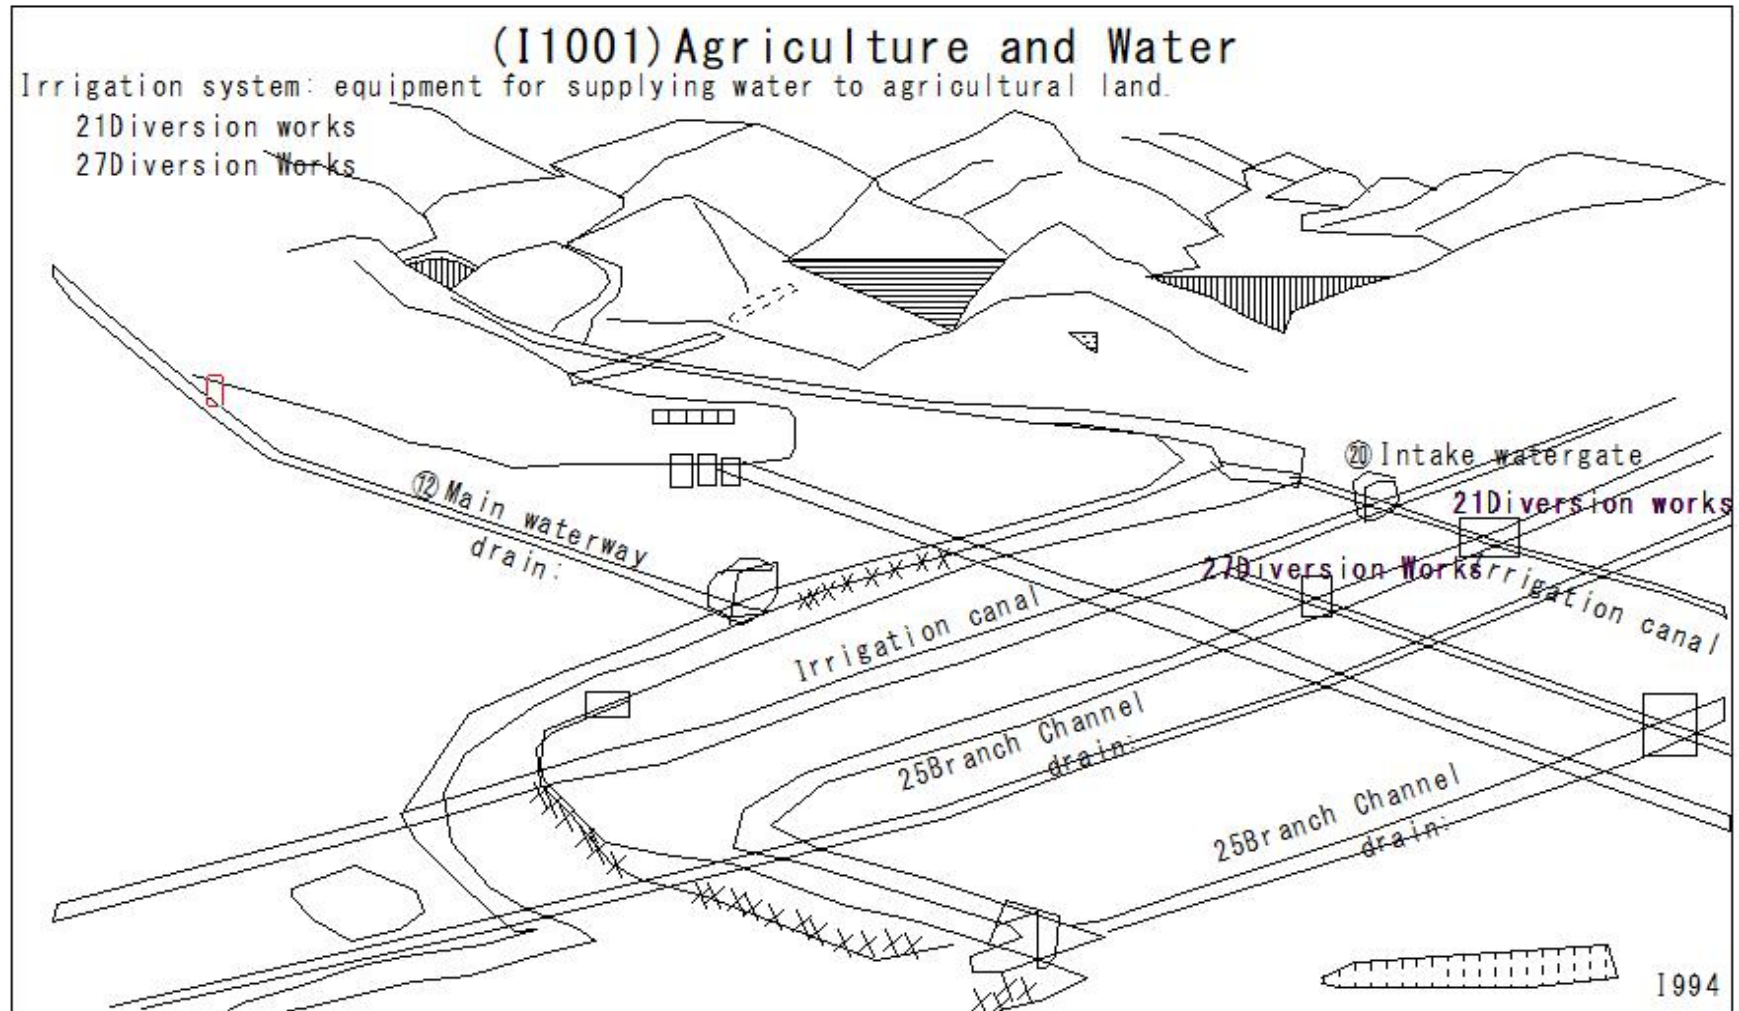 (I1001)Agriculture and Water
Irrigation system: equipment for supplying water to agricultural land.
21Diversion works
27Diversion Works
⑳Intake watergate
⑫Main waterway
drain:
21Diversion works
27Diversion Works
Irrigation canal
Irrigation canal
25Branch Channel
drain:
25Branch Channel
drain:
I994